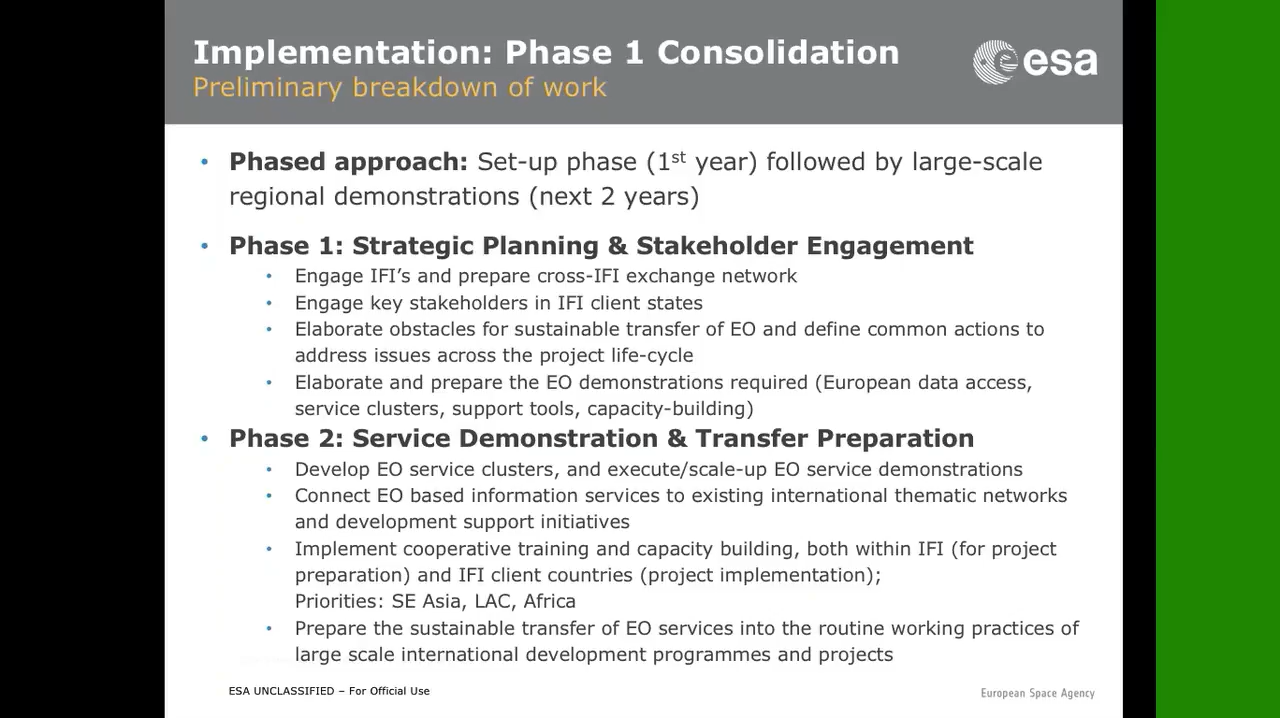 Implementation: Phase 1 Consolidation
Preliminary breakdown of work
esa
• Phased approach: Set-up phase (1st year) followed by large-scale
regional demonstrations (next 2 years)
• Phase 1: Strategic Planning & Stakeholder Engagement
• Engage IFI’s and prepare cross-IFI exchange network
• Engage key stakeholders in IFI client states
• Elaborate obstacles for sustainable transfer of EO and define common actions to
address issues across the project life-cycle
• Elaborate and prepare the EO demonstrations required (European data access,
service clusters, support tools, capacity-building)
• Phase 2: Service Demonstration & Transfer Preparation
• Develop EO service clusters, and execute/scale-up EO service demonstrations
• Connect EO based information services to existing international thematic networks
and development support initiatives
• Implement cooperative training and capacity building, both within IFI (for project
preparation) and IFI client countries (project implementation);
Priorities: SE Asia, LAC, Africa
• Prepare the sustainable transfer of EO services into the routine working practices of
large scale international development programmes and projects
ESA UNCLASSIFIED – For Official Use
European Space Agency